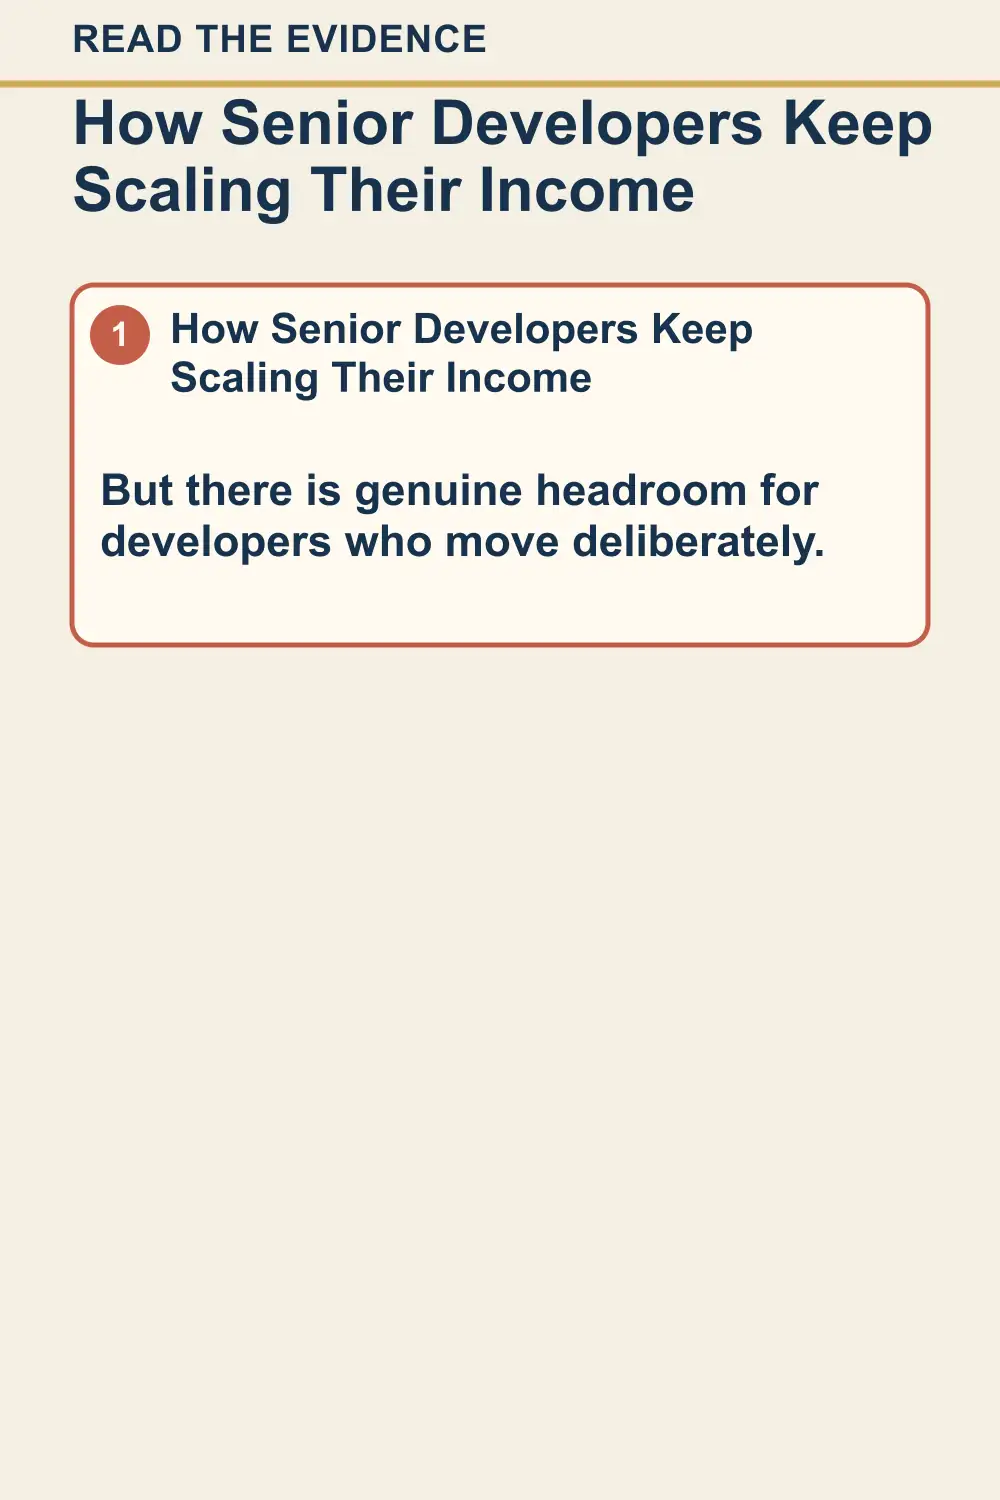 READ THE EVIDENCE
How Senior Developers Keep
Scaling Their Income
1
How Senior Developers Keep
Scaling Their Income
But there is genuine headroom for
developers who move deliberately.